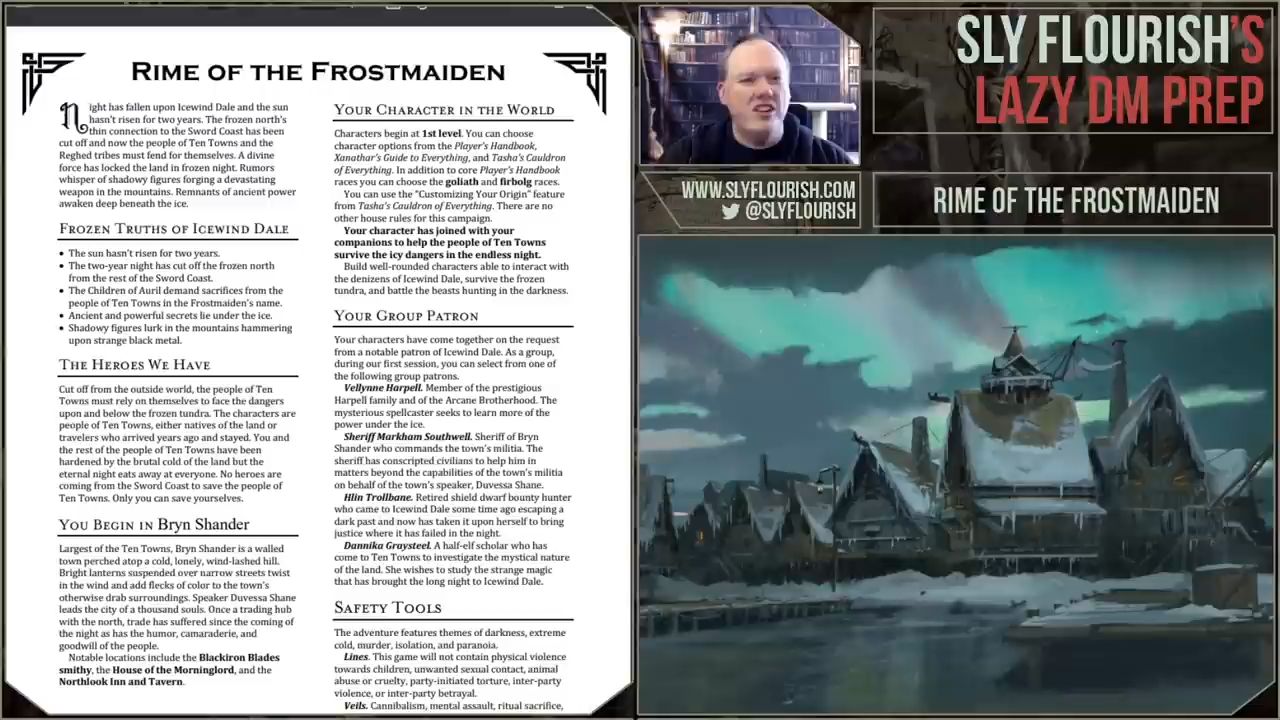 RIME OF THE FROSTMAIDEN
Night has fallen upon Icewind Dale and the sun
hasn't risen for two years. The frozen north's
thin connection to the Sword Coast has been
cut off and now the people of Ten Towns and the
Reghed tribes must fend for themselves. A divine
force has locked the land in frozen night. Rumors
whisper of shadowy figures forging a devastating
weapon in the mountains. Remnants of ancient power
awaken deep beneath the ice.
FROZEN TRUTHS OF ICEWIND DALE
• The sun hasn't risen for two years.
• The two-year night has cut off the frozen north
from the rest of the Sword Coast.
• The Children of Auril demand sacrifices from the
people of Ten Towns in the Frostmaiden's name.
• Ancient and powerful secrets lie under the ice.
• Shadowy figures lurk in the mountains hammering
upon strange black metal.
THE HEROES WE HAVE
Cut off from the outside world, the people of Ten
Towns must rely on themselves to face the dangers
upon and below the frozen tundra. The characters are
people of Ten Towns, either natives of the land or
travelers who arrived years ago and stayed. You and
the rest of the people of Ten Towns have been
hardened by the brutal cold of the land but the
eternal night eats away at everyone. No heroes are
coming from the Sword Coast to save the people of
Ten Towns. Only you can save yourselves.
YOU BEGIN IN Bryn Shander
Largest of the Ten Towns, Bryn Shander is a walled
town perched atop a cold, lonely, wind-lashed hill.
Bright lanterns suspended over narrow streets twist
in the wind and add flecks of color to the town's
otherwise drab surroundings. Speaker Duvessa Shane
leads the city of a thousand souls. Once a trading hub
with the north, trade has suffered since the coming of
the night as has the humor, camaraderie, and
goodwill of the people.
Notable locations include the Blackiron Blades
smithy, the House of the Morninglord, and the
Northlook Inn and Tavern.
YOUR CHARACTER IN THE WORLD
Characters begin at 1st level. You can choose
character options from the Player's Handbook,
Xanathar's Guide to Everything, and Tasha's Cauldron
of Everything. In addition to core Player's Handbook
races you can choose the goliath and firbolg races.
You can use the "Customizing Your Origin" feature
from Tasha's Cauldron of Everything. There are no
other house rules for this campaign.
Your character has joined with your
companions to help the people of Ten Towns
survive the icy dangers in the endless night.
Build well-rounded characters able to interact with
the denizens of Icewind Dale, survive the frozen
tundra, and battle the beasts hunting in the darkness.
YOUR GROUP PATRON
Your characters have come together on the request
from a notable patron of Icewind Dale. As a group,
during our first session, you can select from one of
the following group patrons.
Vellynne Harpell. Member of the prestigious
Harpell family and of the Arcane Brotherhood. The
mysterious spellcaster seeks to learn more of the
power under the ice.
Sheriff Markham Southwell. Sheriff of Bryn
Shander who commands the town's militia. The
sheriff has conscripted civilians to help him in
matters beyond the capabilities of the town's militia
on behalf of the town's speaker, Duvessa Shane.
Hlin Trollbane. Retired shield dwarf bounty hunter
who came to Icewind Dale some time ago escaping a
dark past and now has taken it upon herself to bring
justice where it has failed in the night.
Dannika Graysteel. A half-elf scholar who has
come to Ten Towns to investigate the mystical nature
of the land. She wishes to study the strange magic
that has brought the long night to Icewind Dale.
SAFETY TOOLS
The adventure features themes of darkness, extreme
cold, murder, isolation, and paranoia.
Lines. This game will not contain physical violence
towards children, unwanted sexual contact, animal
abuse or cruelty, party-initiated torture, inter-party
violence, or inter-party betrayal.
Veils. Cannibalism, mental assault, ritual sacrifice,
SLY FLOURISH'S
LAZY DM PREP
WWW.SLYFLOURISH.COM
@SLYFLOURISH
RIME OF THE FROSTMAIDEN